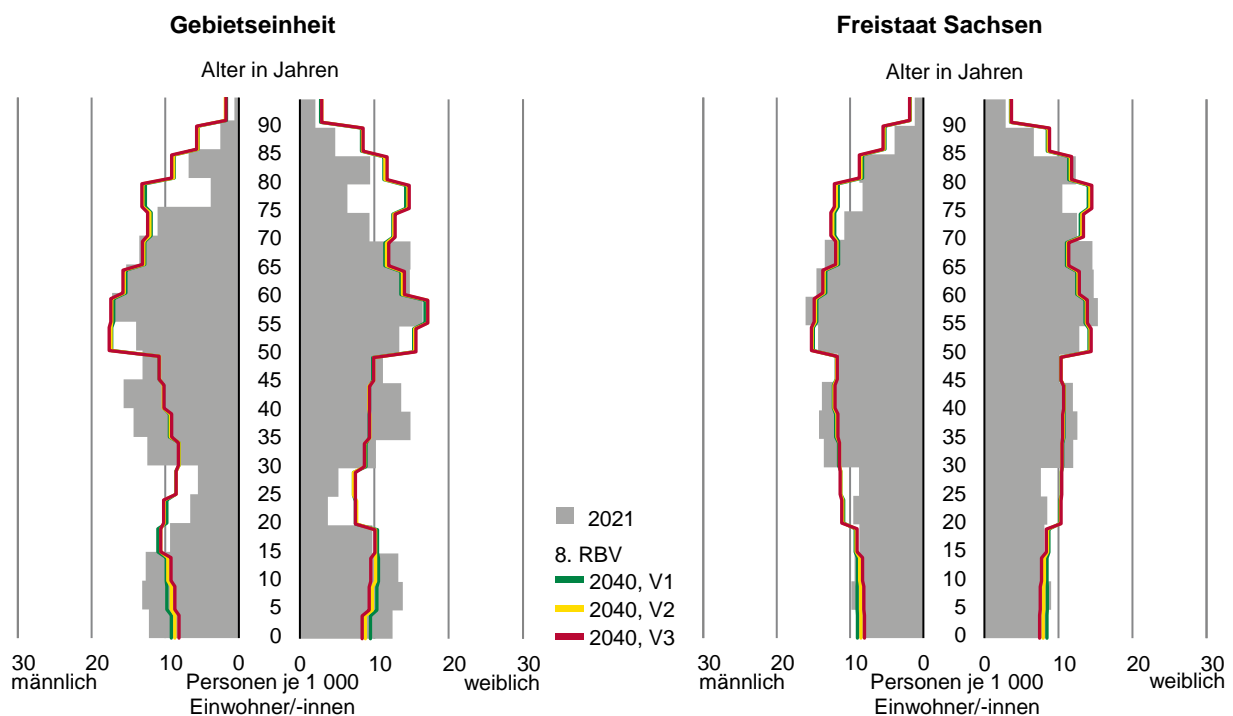 Gebietseinheit
Alter in Jahren
90
85
80
75
70
65
60
55
50
45
40
35
30
25
20
15
10
5
0
30 20 10 0 0 10 20 30
männlich Personen je 1 000 weiblich
Einwohner/-innen
2021
8. RBV
2040, V1
2040, V2
2040, V3
Freistaat Sachsen
Alter in Jahren
90
85
80
75
70
65
60
55
50
45
40
35
30
25
20
15
10
5
0
30 20 10 0 0 10 20 30
männlich Personen je 1 000 weiblich
Einwohner/-innen